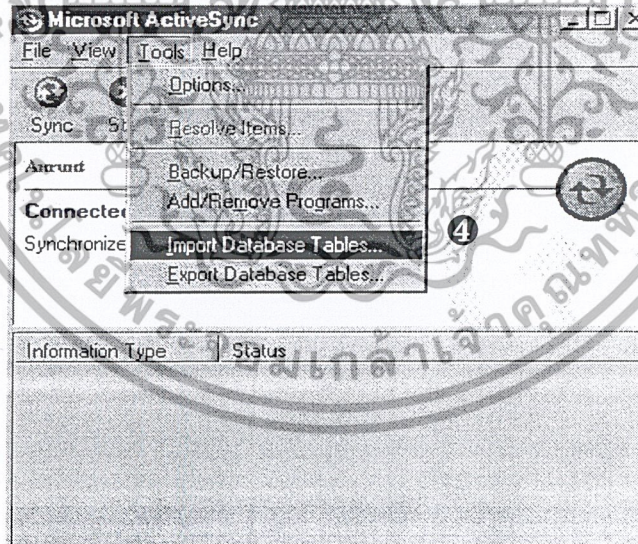 Microsoft ActiveSync
File View Tools Help
Options...
Resolve Items...
Backup/Restore...
Add/Remove Programs...
Import Database Tables...
Export Database Tables...
Sync
Connected
Synchronize
4
Information Type Status